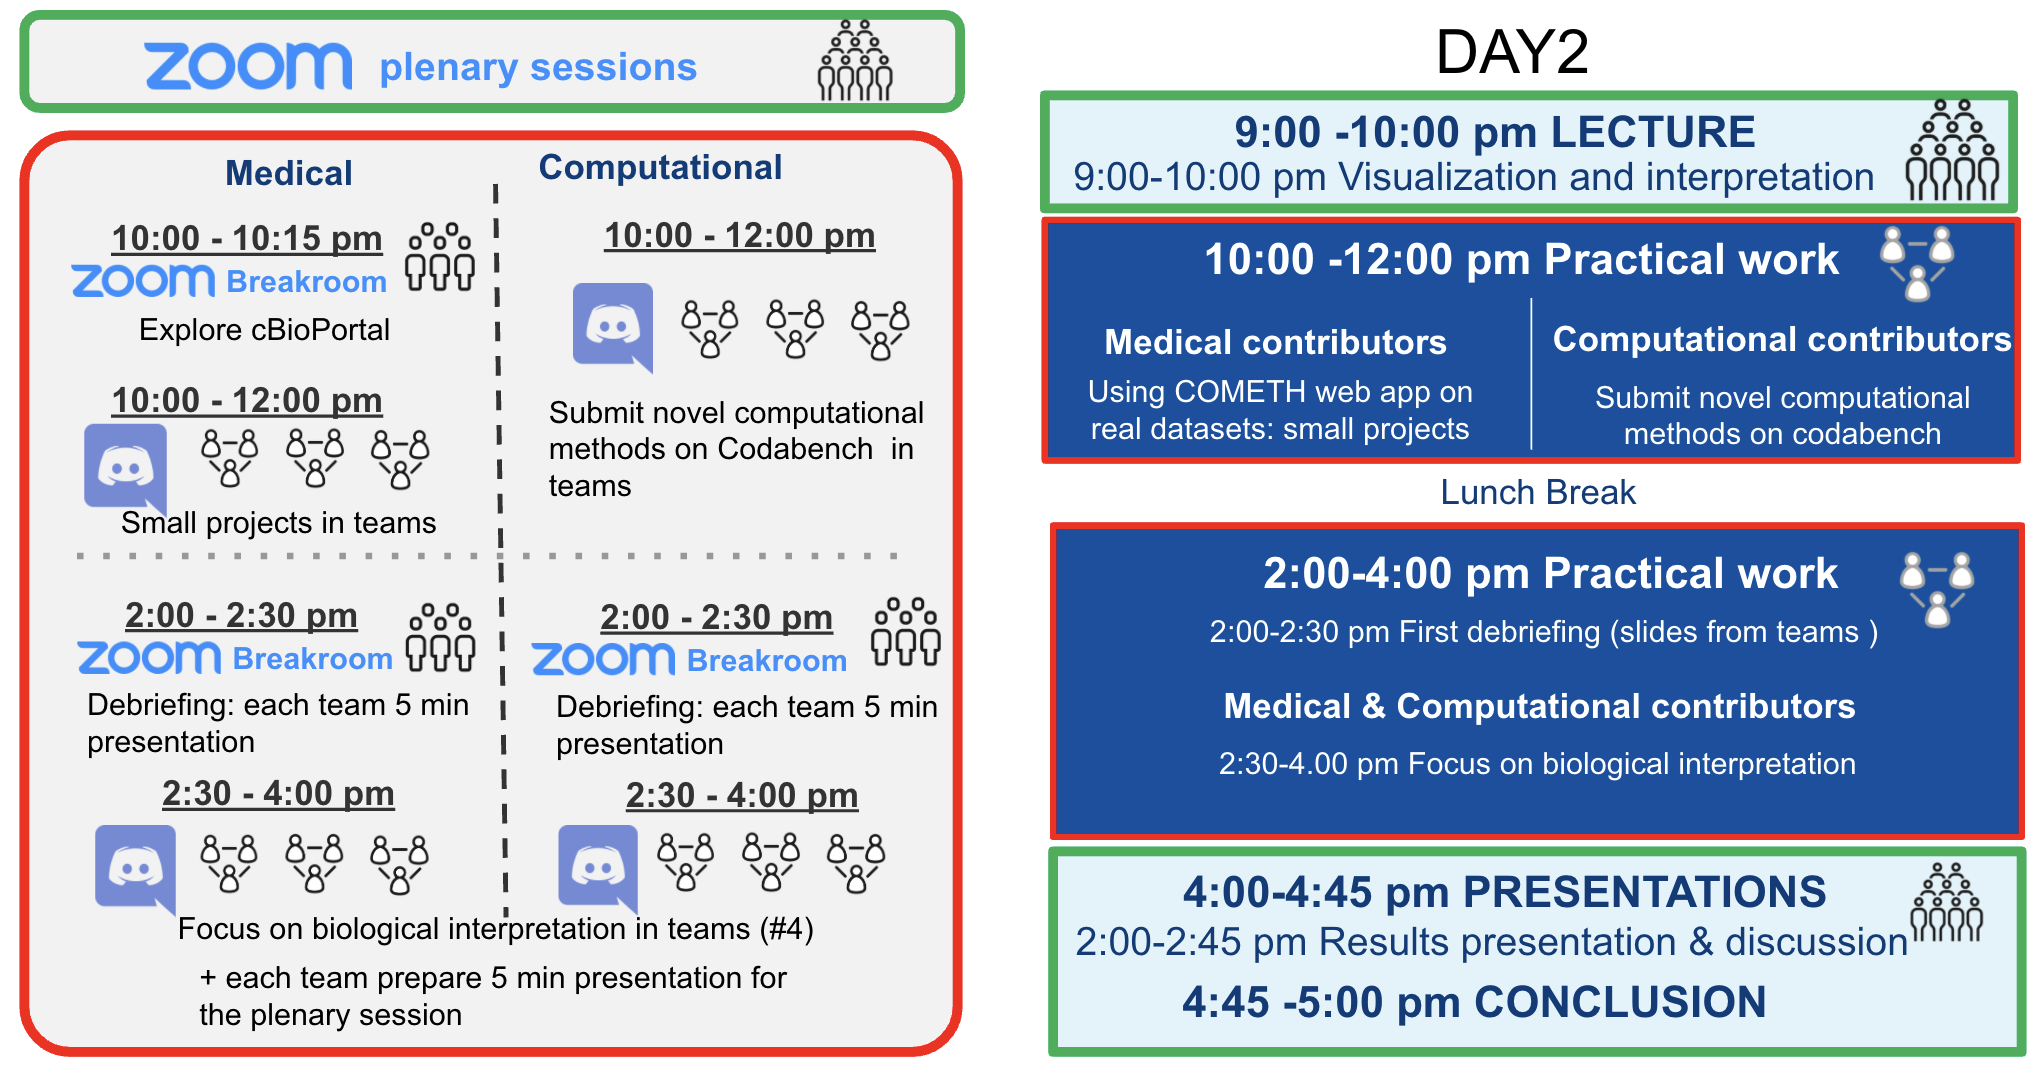 zoom plenary sessions
Medical
10:00 - 10:15 pm
zoom Breakroom
Explore cBioPortal
10:00 - 12:00 pm
Small projects in teams
Computational
10:00 - 12:00 pm
Submit novel computational
methods on Codabench in
teams
2:00 - 2:30 pm
zoom Breakroom
Debriefing: each team 5 min
presentation
2:30 - 4:00 pm
2:00 - 2:30 pm
zoom Breakroom
Debriefing: each team 5 min
presentation
2:30 - 4:00 pm
Focus on biological interpretation in teams (#4)
+ each team prepare 5 min presentation for
the plenary session
DAY2
9:00 -10:00 pm LECTURE
9:00-10:00 pm Visualization and interpretation
10:00 -12:00 pm Practical work
Medical contributors
Using COMETH web app on
real datasets: small projects
Computational contributors
Submit novel computational
methods on codabench
Lunch Break
2:00-4:00 pm Practical work
2:00-2:30 pm First debriefing (slides from teams )
Medical & Computational contributors
2:30-4.00 pm Focus on biological interpretation
4:00-4:45 pm PRESENTATIONS
2:00-2:45 pm Results presentation & discussion
4:45 -5:00 pm CONCLUSION